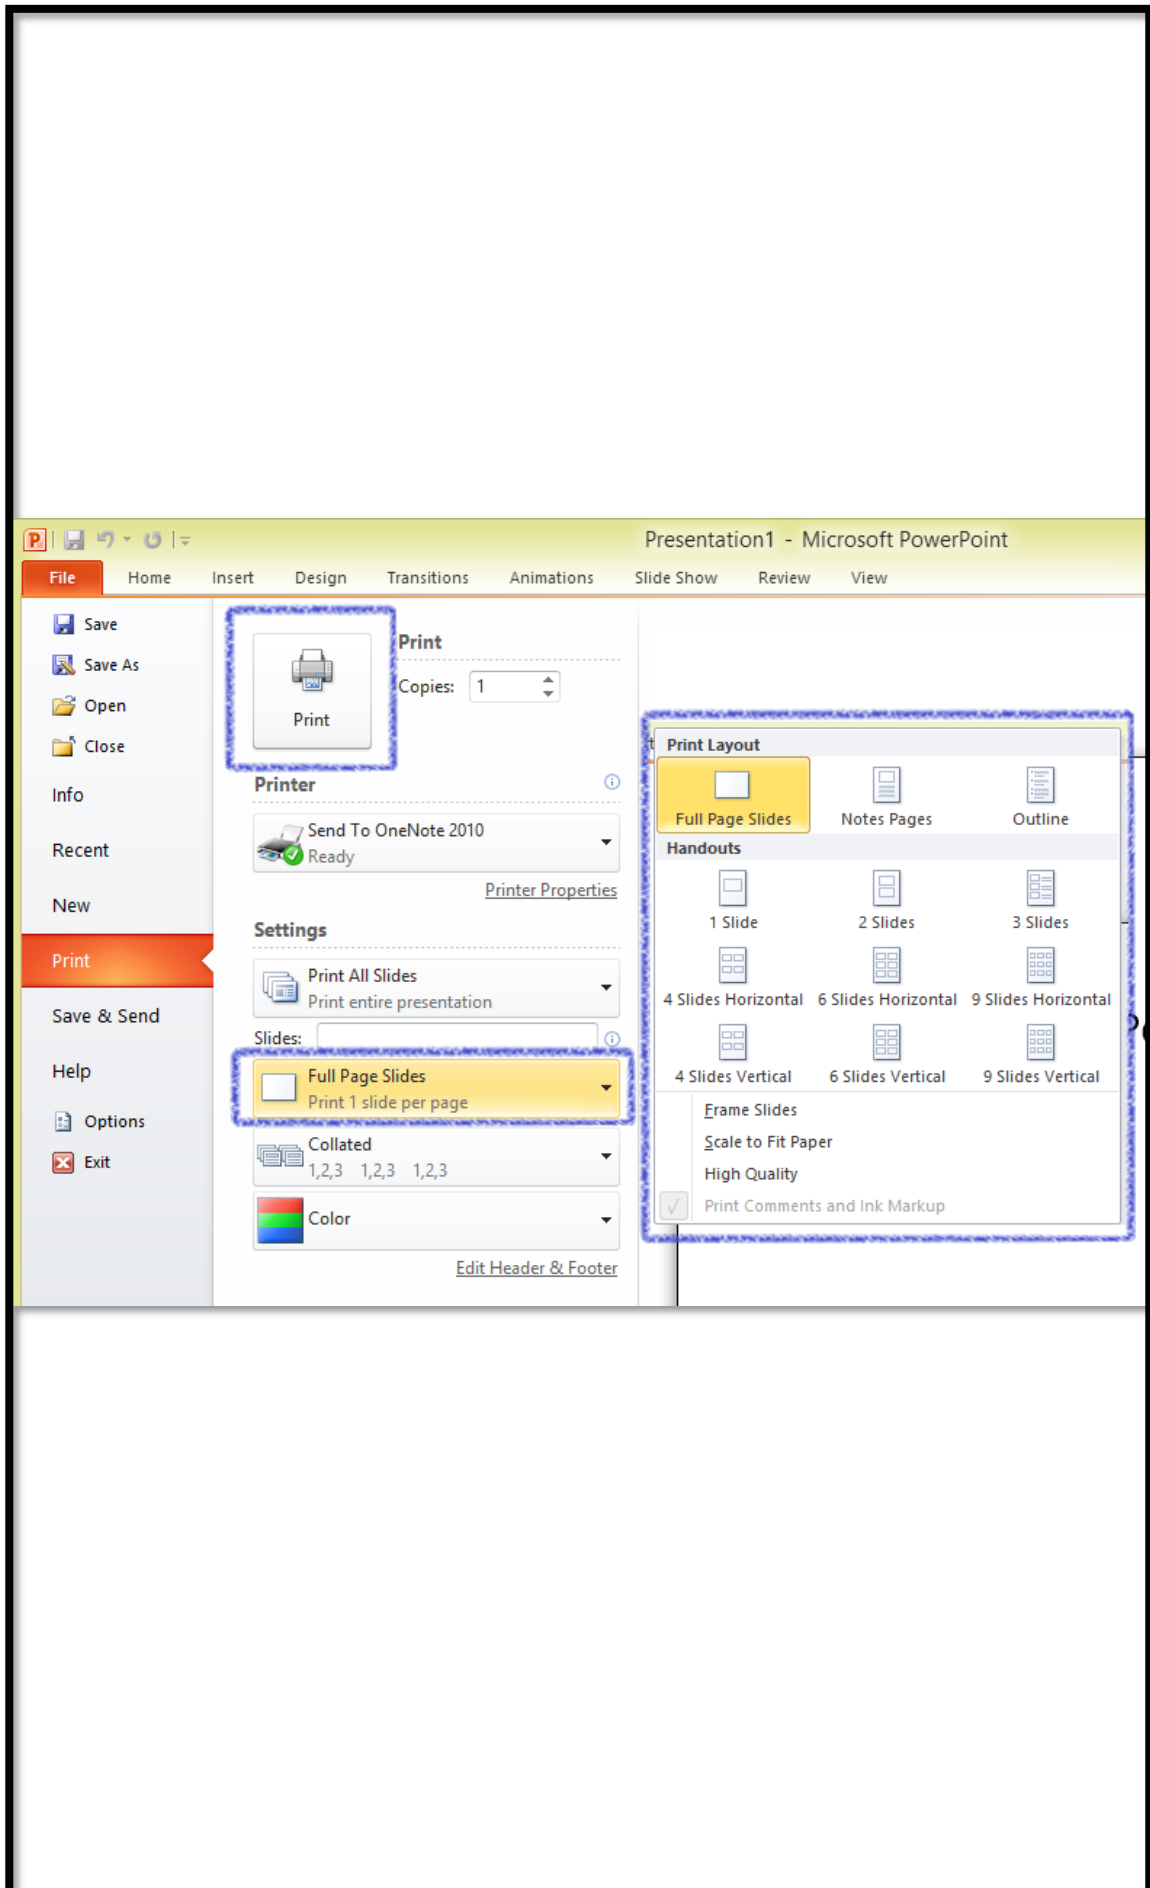 Presentation1 - Microsoft PowerPoint
File Home Insert Design Transitions Animations Slide Show Review View
Save
Save As
Open
Close
Info
Recent
New
Print
Save & Send
Help
Options
Exit
Print
Print
Copies: 1
Printer
Send To OneNote 2010
Ready
Printer Properties
Settings
Print All Slides
Print entire presentation
Slides:
Full Page Slides
Print 1 slide per page
Collated
1,2,3 1,2,3 1,2,3
Color
Edit Header & Footer
Print Layout
Full Page Slides Notes Pages Outline
Handouts
1 Slide 2 Slides 3 Slides
4 Slides Horizontal 6 Slides Horizontal 9 Slides Horizontal
4 Slides Vertical 6 Slides Vertical 9 Slides Vertical
Frame Slides
Scale to Fit Paper
High Quality
Print Comments and Ink Markup